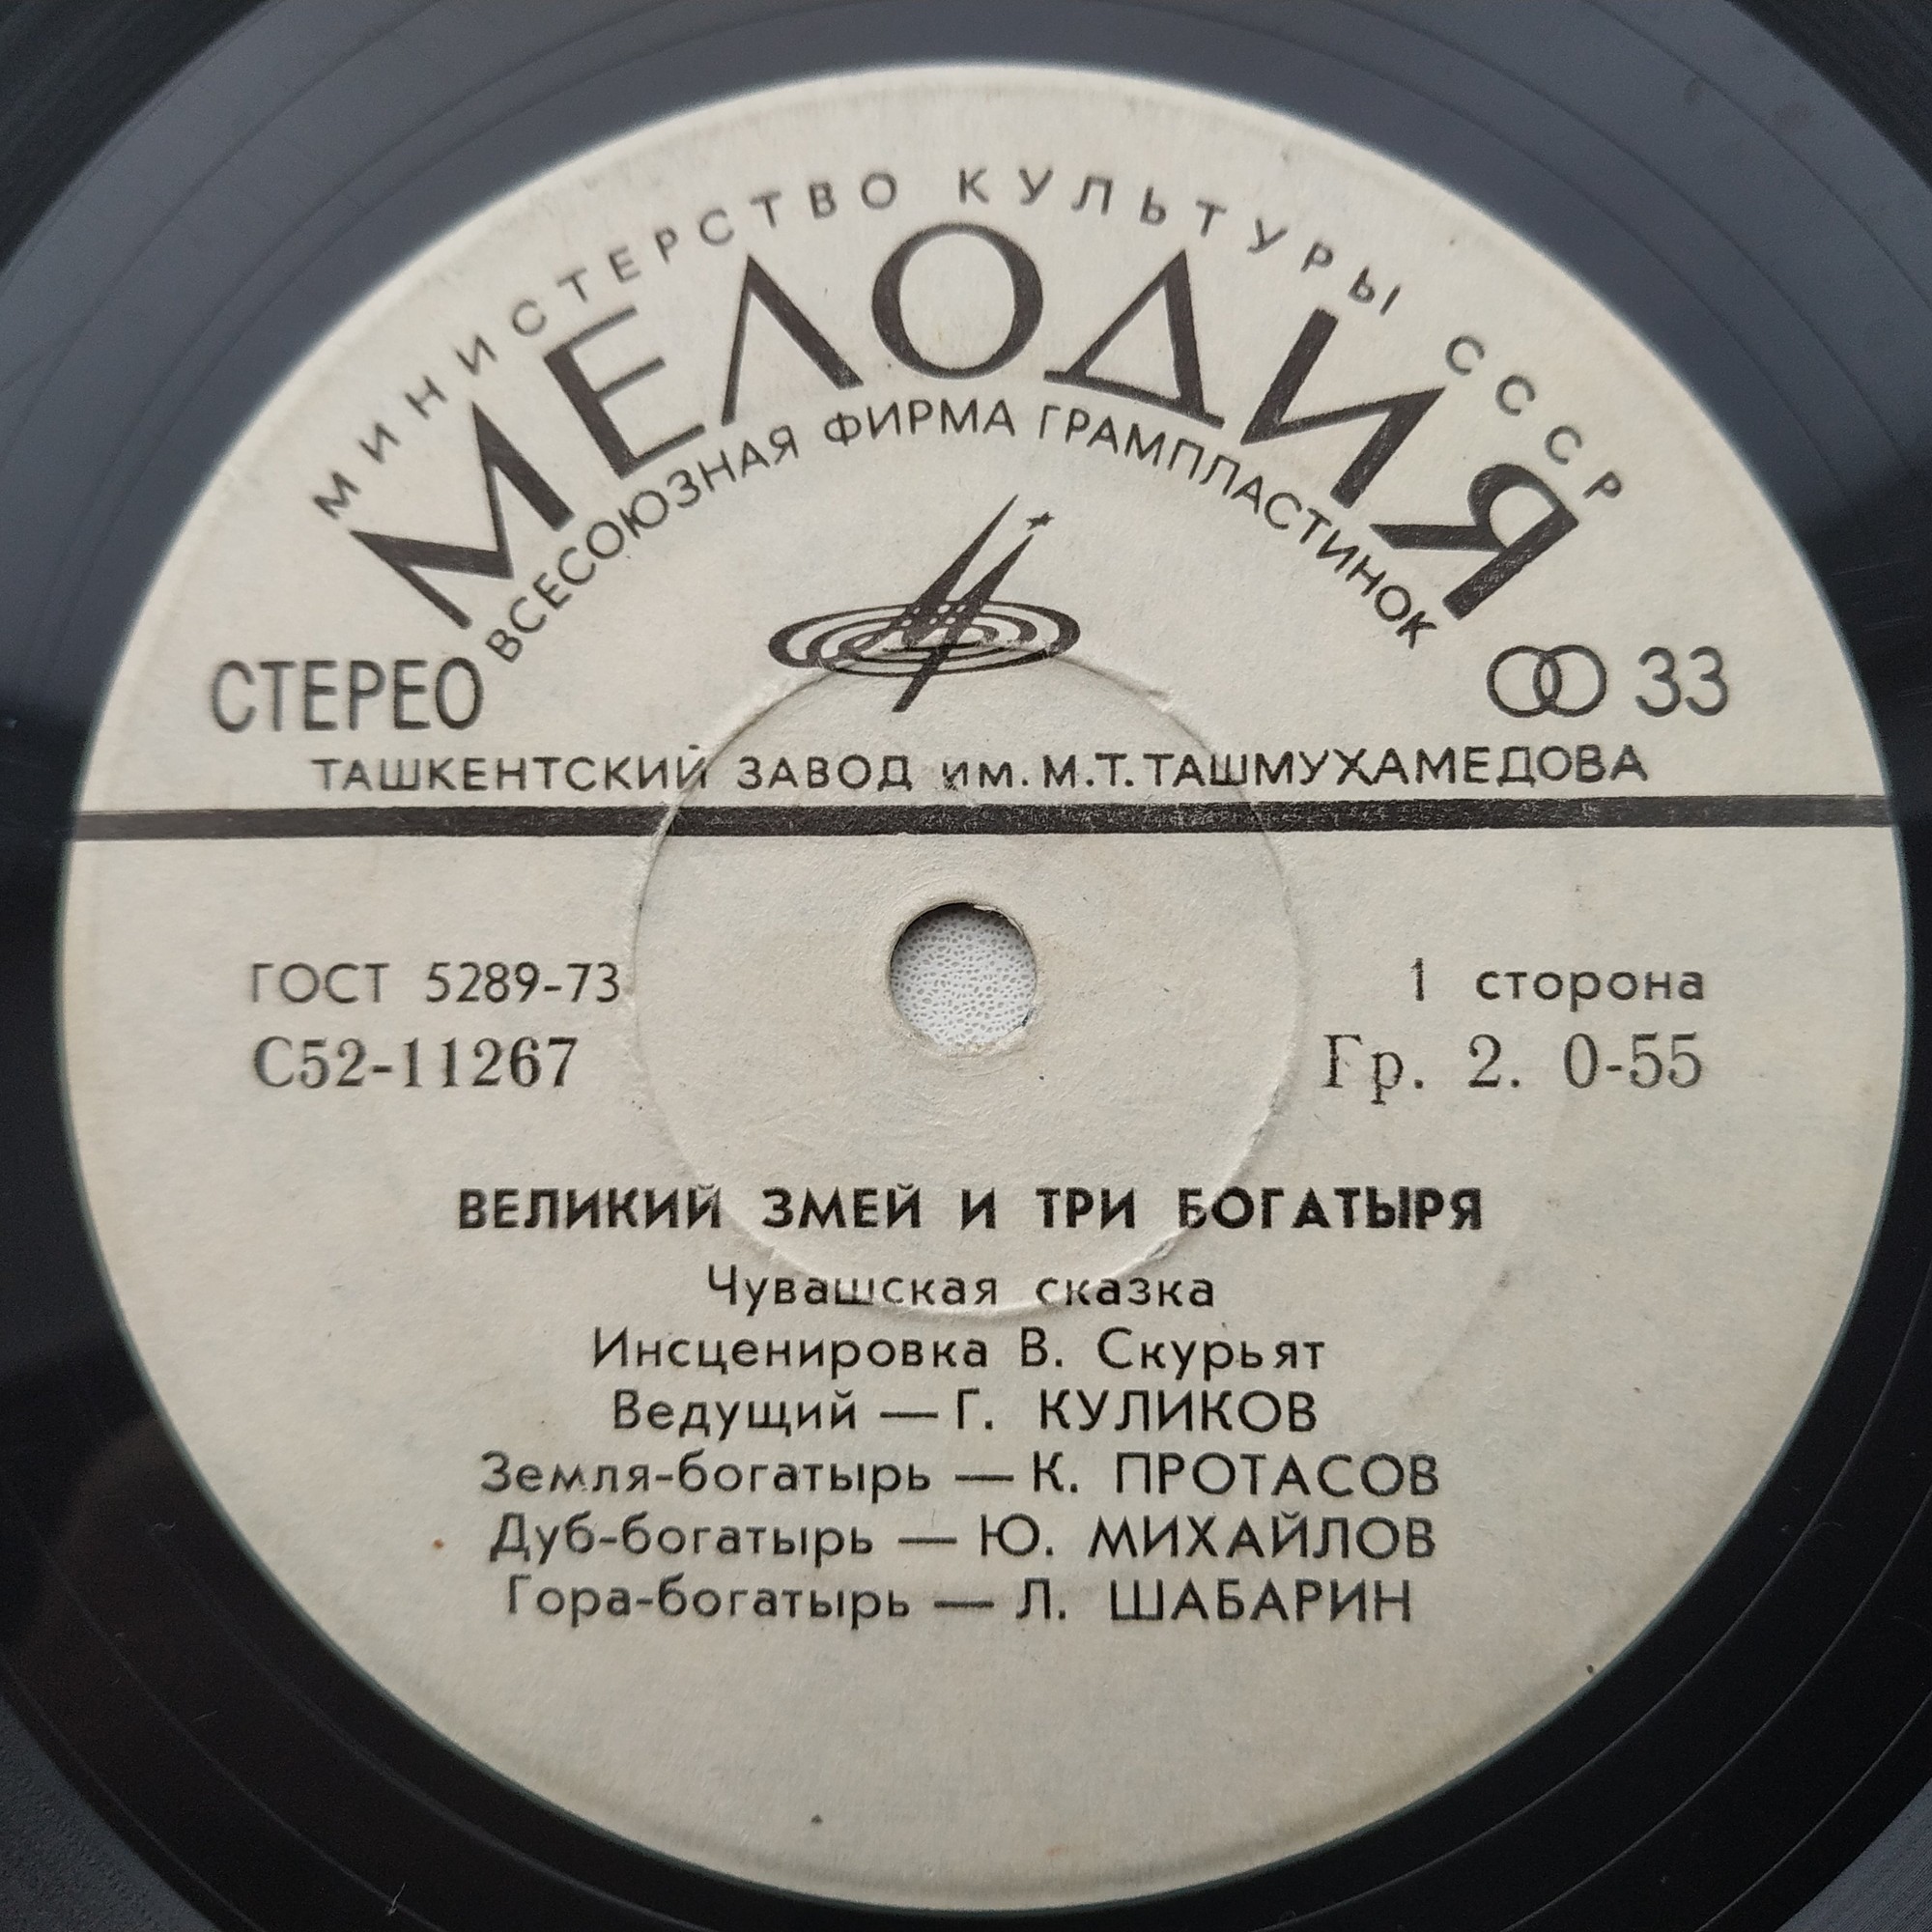 МИНИСТЕРСТВО КУЛЬТУРЫ СССР
МЕЛОДИЯ
ВСЕСОЮЗНАЯ ФИРМА ГРАМПЛАСТИНОК
СТЕРЕО 33
ТАШКЕНТСКИЙ ЗАВОД им. М.Т. ТАШМУХАМЕДОВА
ГОСТ 5289-73 1 сторона
С52-11267 Гр. 2. 0-55
ВЕЛИКИЙ ЗМЕЙ И ТРИ БОГАТЫРЯ
Чувашская сказка
Инсценировка В. Скурьят
Ведущий — Г. КУЛИКОВ
Земля-богатырь — К. ПРОТАСОВ
Дуб-богатырь — Ю. МИХАЙЛОВ
Гора-богатырь — Л. ШАБАРИН